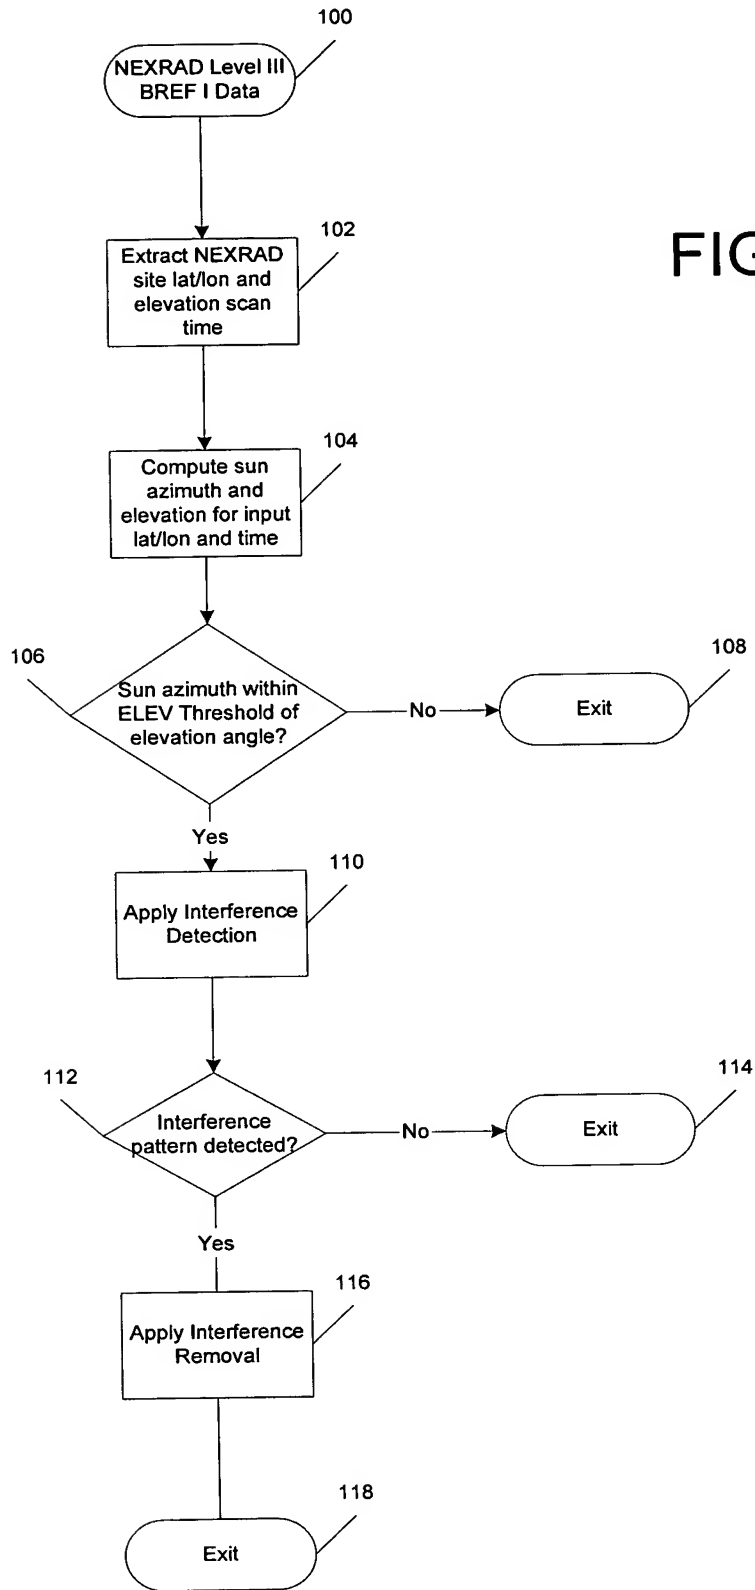 100
NEXRAD Level III
BREF I Data
102
Extract NEXRAD
site lat/lon and
elevation scan
time
FIG
104
Compute sun
azimuth and
elevation for input
lat/lon and time
106
Sun azimuth within
ELEV Threshold of
elevation angle?
No
108
Exit
Yes
110
Apply Interference
Detection
112
Interference
pattern detected?
No
114
Exit
Yes
116
Apply Interference
Removal
118
Exit